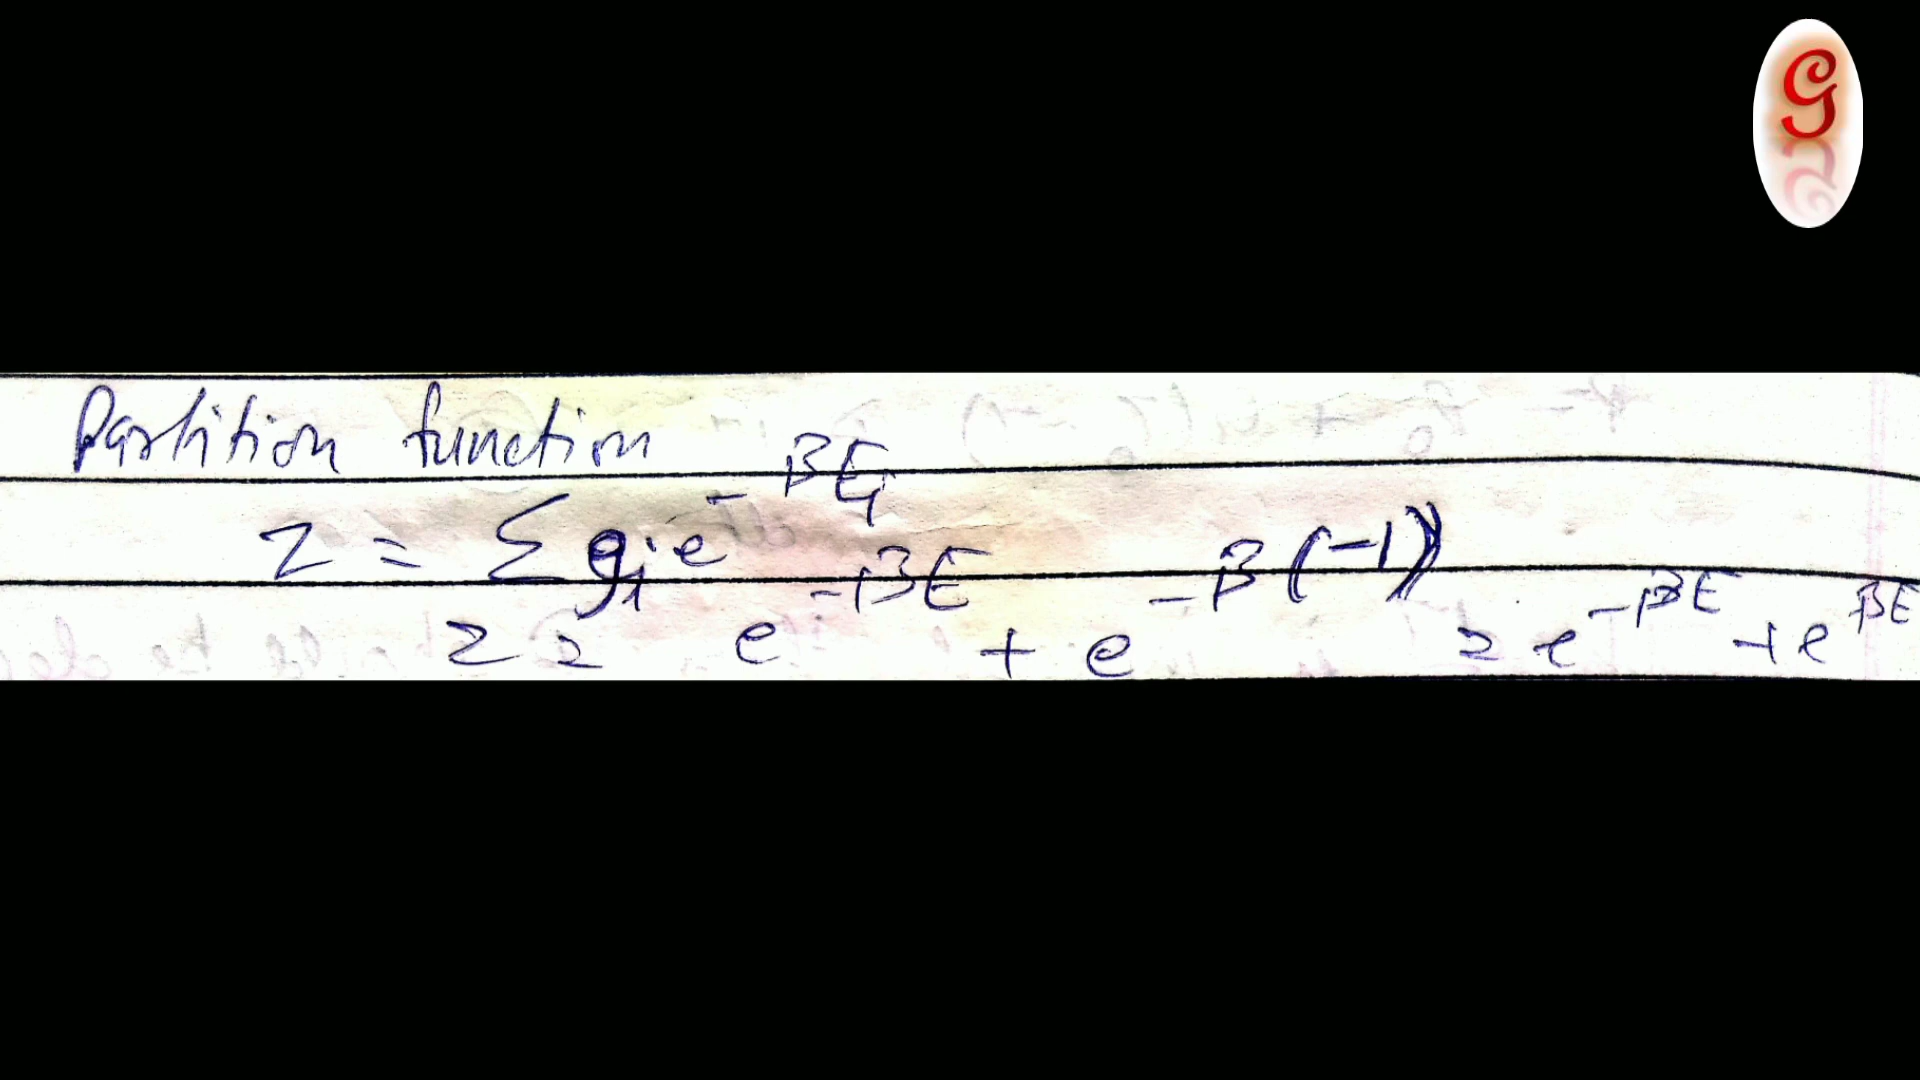 G
Partition function
Z = Σ gᵢ e^-βEᵢ
Z = e^-βE + e^-β(-1) = e^-βE + e^βE